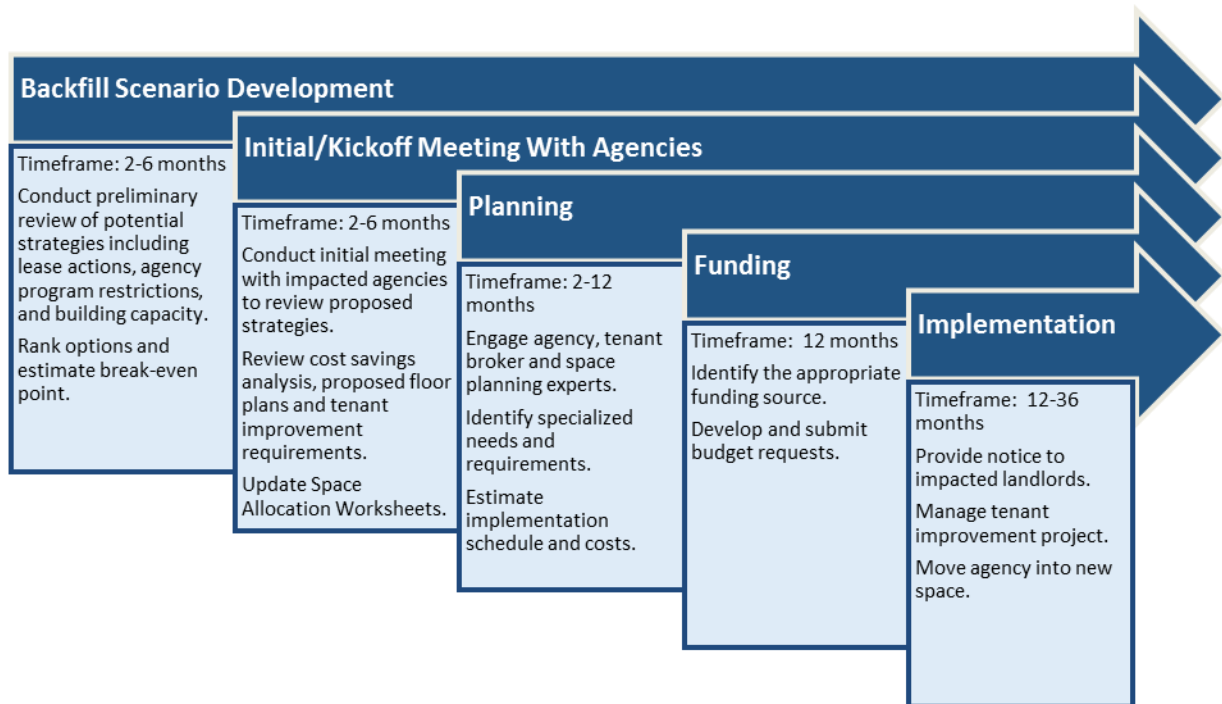 Backfill Scenario Development
Timeframe: 2-6 months
Conduct preliminary
review of potential
strategies including
lease actions, agency
program restrictions,
and building capacity.
Rank options and
estimate break-even
point.
Initial/Kickoff Meeting With Agencies
Timeframe: 2-6 months
Conduct initial meeting
with impacted agencies
to review proposed
strategies.
Review cost savings
analysis, proposed floor
plans and tenant
improvement
requirements.
Update Space
Allocation Worksheets.
Planning
Timeframe: 2-12
months
Engage agency, tenant
broker and space
planning experts.
Identify specialized
needs and
requirements.
Estimate
implementation
schedule and costs.
Funding
Timeframe:  12 months
Identify the appropriate
funding source.
Develop and submit
budget requests.
Implementation
Timeframe:  12-36
months
Provide notice to
impacted landlords.
Manage tenant
improvement project.
Move agency into new
space.